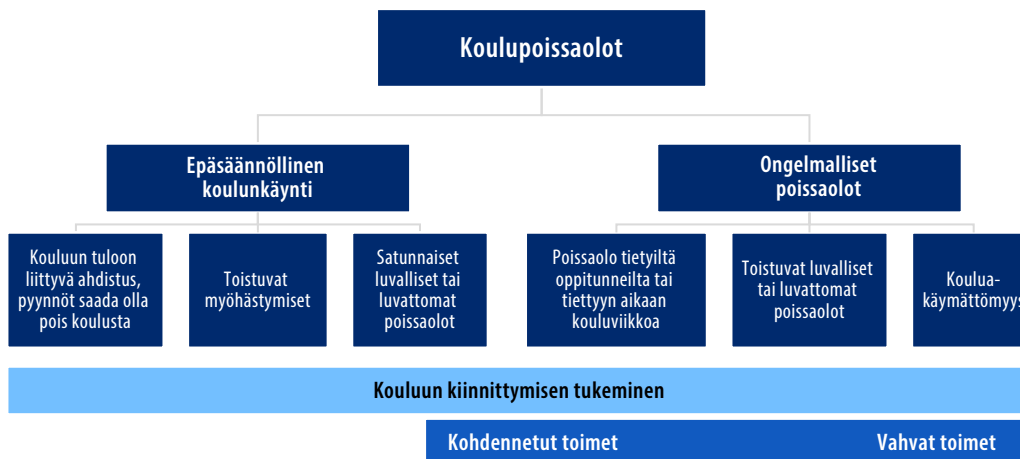 Koulupoissaolot
Epäsäännöllinen
koulunkäynti
Ongelmalliset
poissaolot
Kouluun tuloon
liittyvä ahdistus,
pyynnöt saada olla
pois koulusta
Toistuvat
myöhästymiset
Satunnaiset
luvalliset tai
luvattomat
poissaolot
Poissaolo tietyiltä
oppitunneilta tai
tiettyyn aikaan
kouluviikkoa
Toistuvat luvalliset
tai luvattomat
poissaolot
Koulua-
käymättömyys
Kouluun kiinnittymisen tukeminen
Kohdennetut toimet
Vahvat toimet